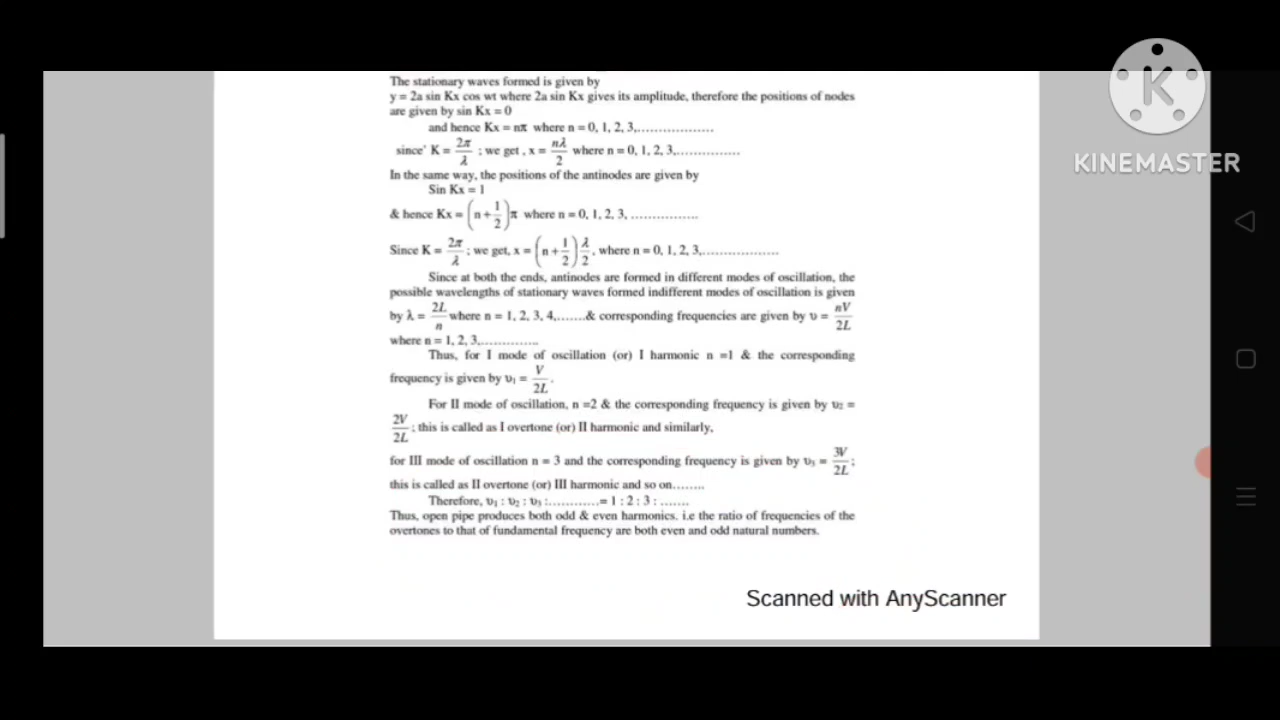 The stationary waves formed is given by
y = 2a sin Kx cos wt where 2a sin Kx gives its amplitude, therefore the positions of nodes
are given by sin Kx = 0
and hence Kx = nπ where n = 0, 1, 2, 3,...................
since' K = 2π/λ ; we get , x = nλ/2 where n = 0, 1, 2, 3,................
In the same way, the positions of the antinodes are given by
Sin Kx = 1
& hence Kx = (n + 1/2)π where n = 0, 1, 2, 3, ................
Since K = 2π/λ ; we get, x = (n + 1/2) λ/2 , where n = 0, 1, 2, 3,...................
Since at both the ends, antinodes are formed in different modes of oscillation, the
possible wavelengths of stationary waves formed indifferent modes of oscillation is given
by λ = 2L/n where n = 1, 2, 3, 4,.......& corresponding frequencies are given by υ = nV/2L
where n = 1, 2, 3,..............
Thus, for I mode of oscillation (or) I harmonic n =1 & the corresponding
frequency is given by υ₁ = V/2L .
For II mode of oscillation, n =2 & the corresponding frequency is given by υ₂ =
2V/2L ; this is called as I overtone (or) II harmonic and similarly,
for III mode of oscillation n = 3 and the corresponding frequency is given by υ₃ = 3V/2L ;
this is called as II overtone (or) III harmonic and so on........
Therefore, υ₁ : υ₂ : υ₃ :............= 1 : 2 : 3 : .......
Thus, open pipe produces both odd & even harmonics. i.e the ratio of frequencies of the
overtones to that of fundamental frequency are both even and odd natural numbers.
Scanned with AnyScanner
K
KINEMASTER